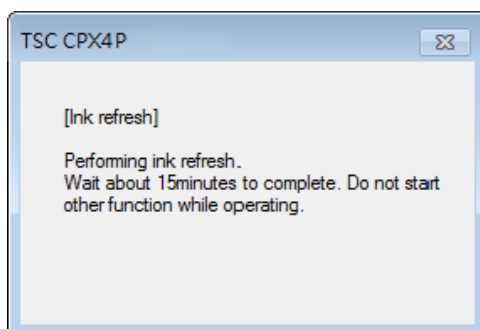 TSC CPX4P
[Ink refresh]
Performing ink refresh.
Wait about 15minutes to complete. Do not start
other function while operating.